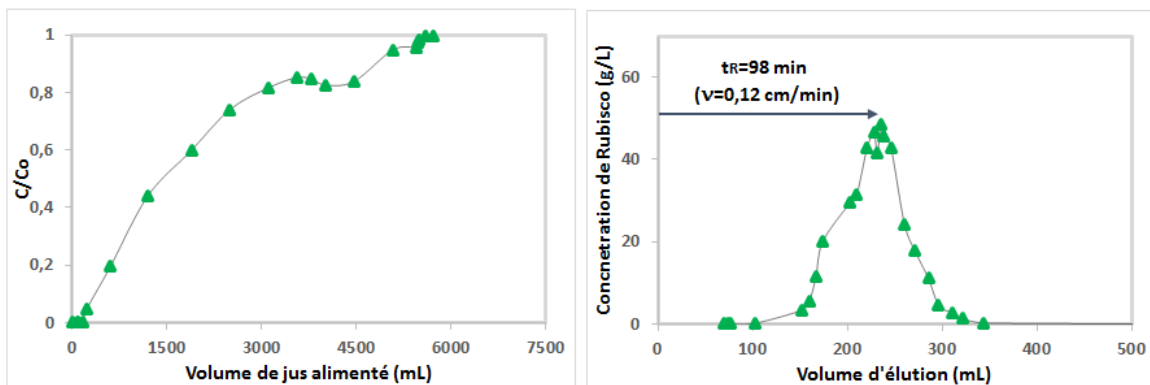 1
0,8
0,6
0,4
0,2
0
C/Co
0 1500 3000 4500 6000 7500
Volume de jus alimenté (mL)
60
40
20
0
Concnetration de Rubisco (g/L)
tR=98 min
(ν=0,12 cm/min)
0 100 200 300 400 500
Volume d'élution (mL)